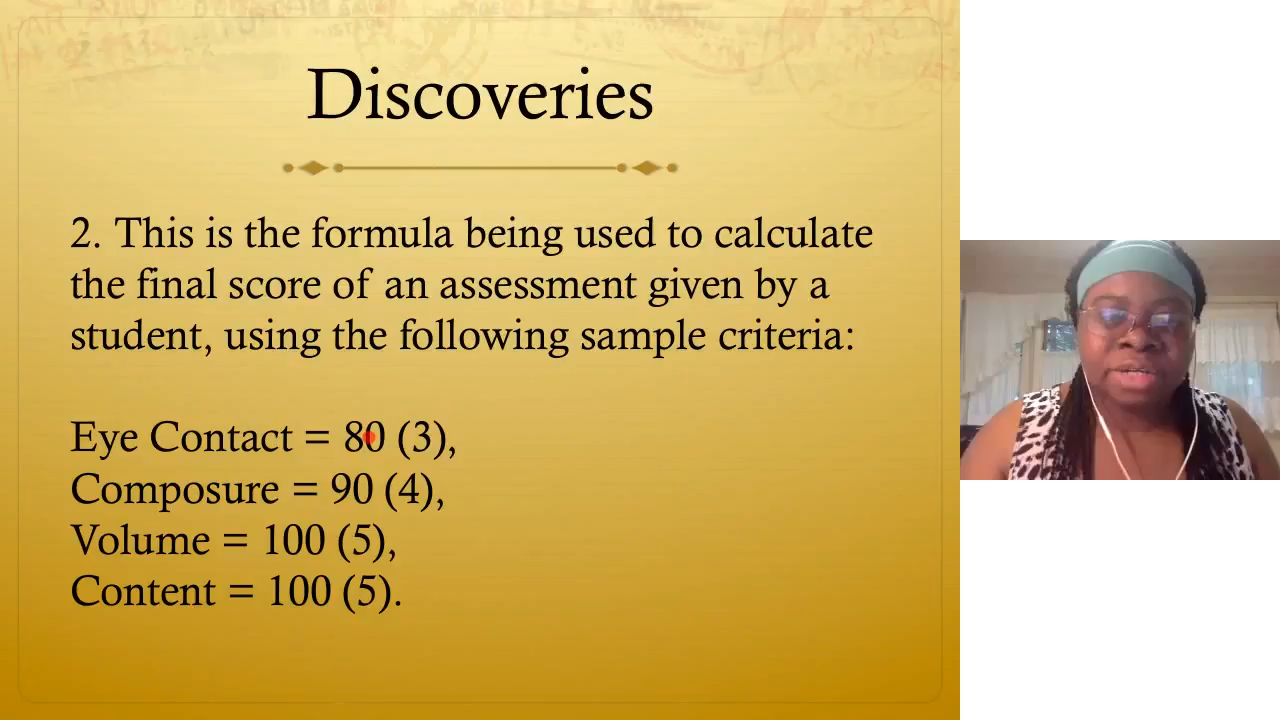 Discoveries
2. This is the formula being used to calculate
the final score of an assessment given by a
student, using the following sample criteria:
Eye Contact = 80 (3),
Composure = 90 (4),
Volume = 100 (5),
Content = 100 (5).